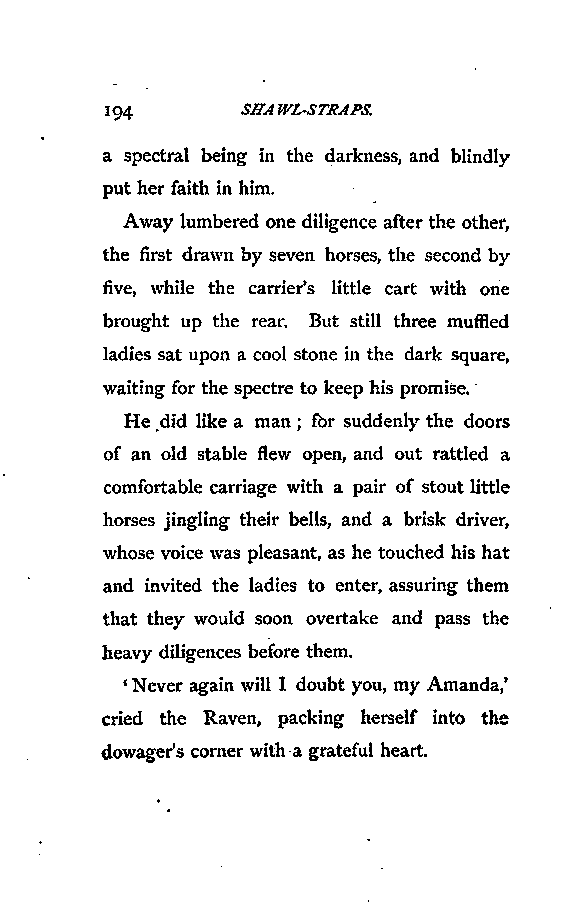 194 SHAWL-STRAPS.
a spectral being in the darkness, and blindly
put her faith in him.
Away lumbered one diligence after the other,
the first drawn by seven horses, the second by
five, while the carrier's little cart with one
brought up the rear. But still three muffled
ladies sat upon a cool stone in the dark square,
waiting for the spectre to keep his promise.
He did like a man ; for suddenly the doors
of an old stable flew open, and out rattled a
comfortable carriage with a pair of stout little
horses jingling their bells, and a brisk driver,
whose voice was pleasant, as he touched his hat
and invited the ladies to enter, assuring them
that they would soon overtake and pass the
heavy diligences before them.
‘Never again will I doubt you, my Amanda,’
cried the Raven, packing herself into the
dowager's corner with a grateful heart.